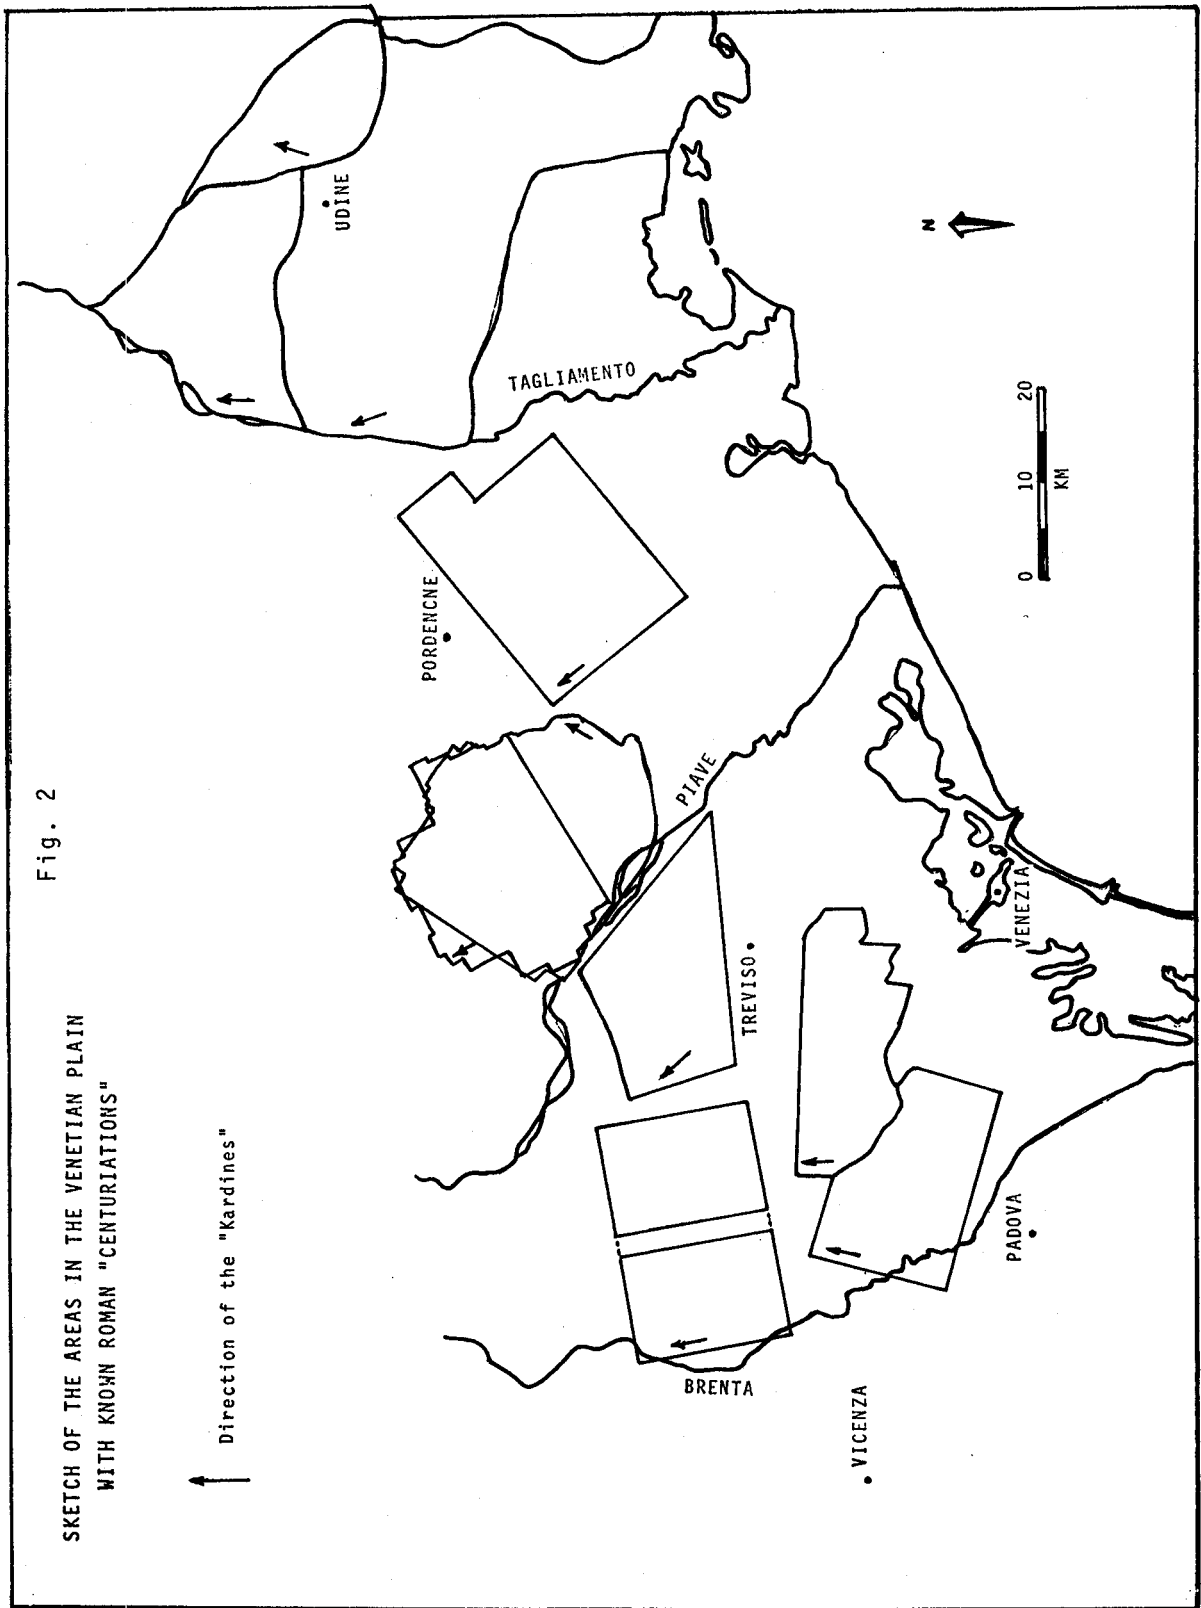 Fig. 2
SKETCH OF THE AREAS IN THE VENETIAN PLAIN
WITH KNOWN ROMAN "CENTURIATIONS"
Direction of the "Kardines"
UDINE
TAGLIAMENTO
PORDENCNE
PIAVE
TREVISO
VENEZIA
BRENTA
PADOVA
VICENZA
N
0 10 20
KM